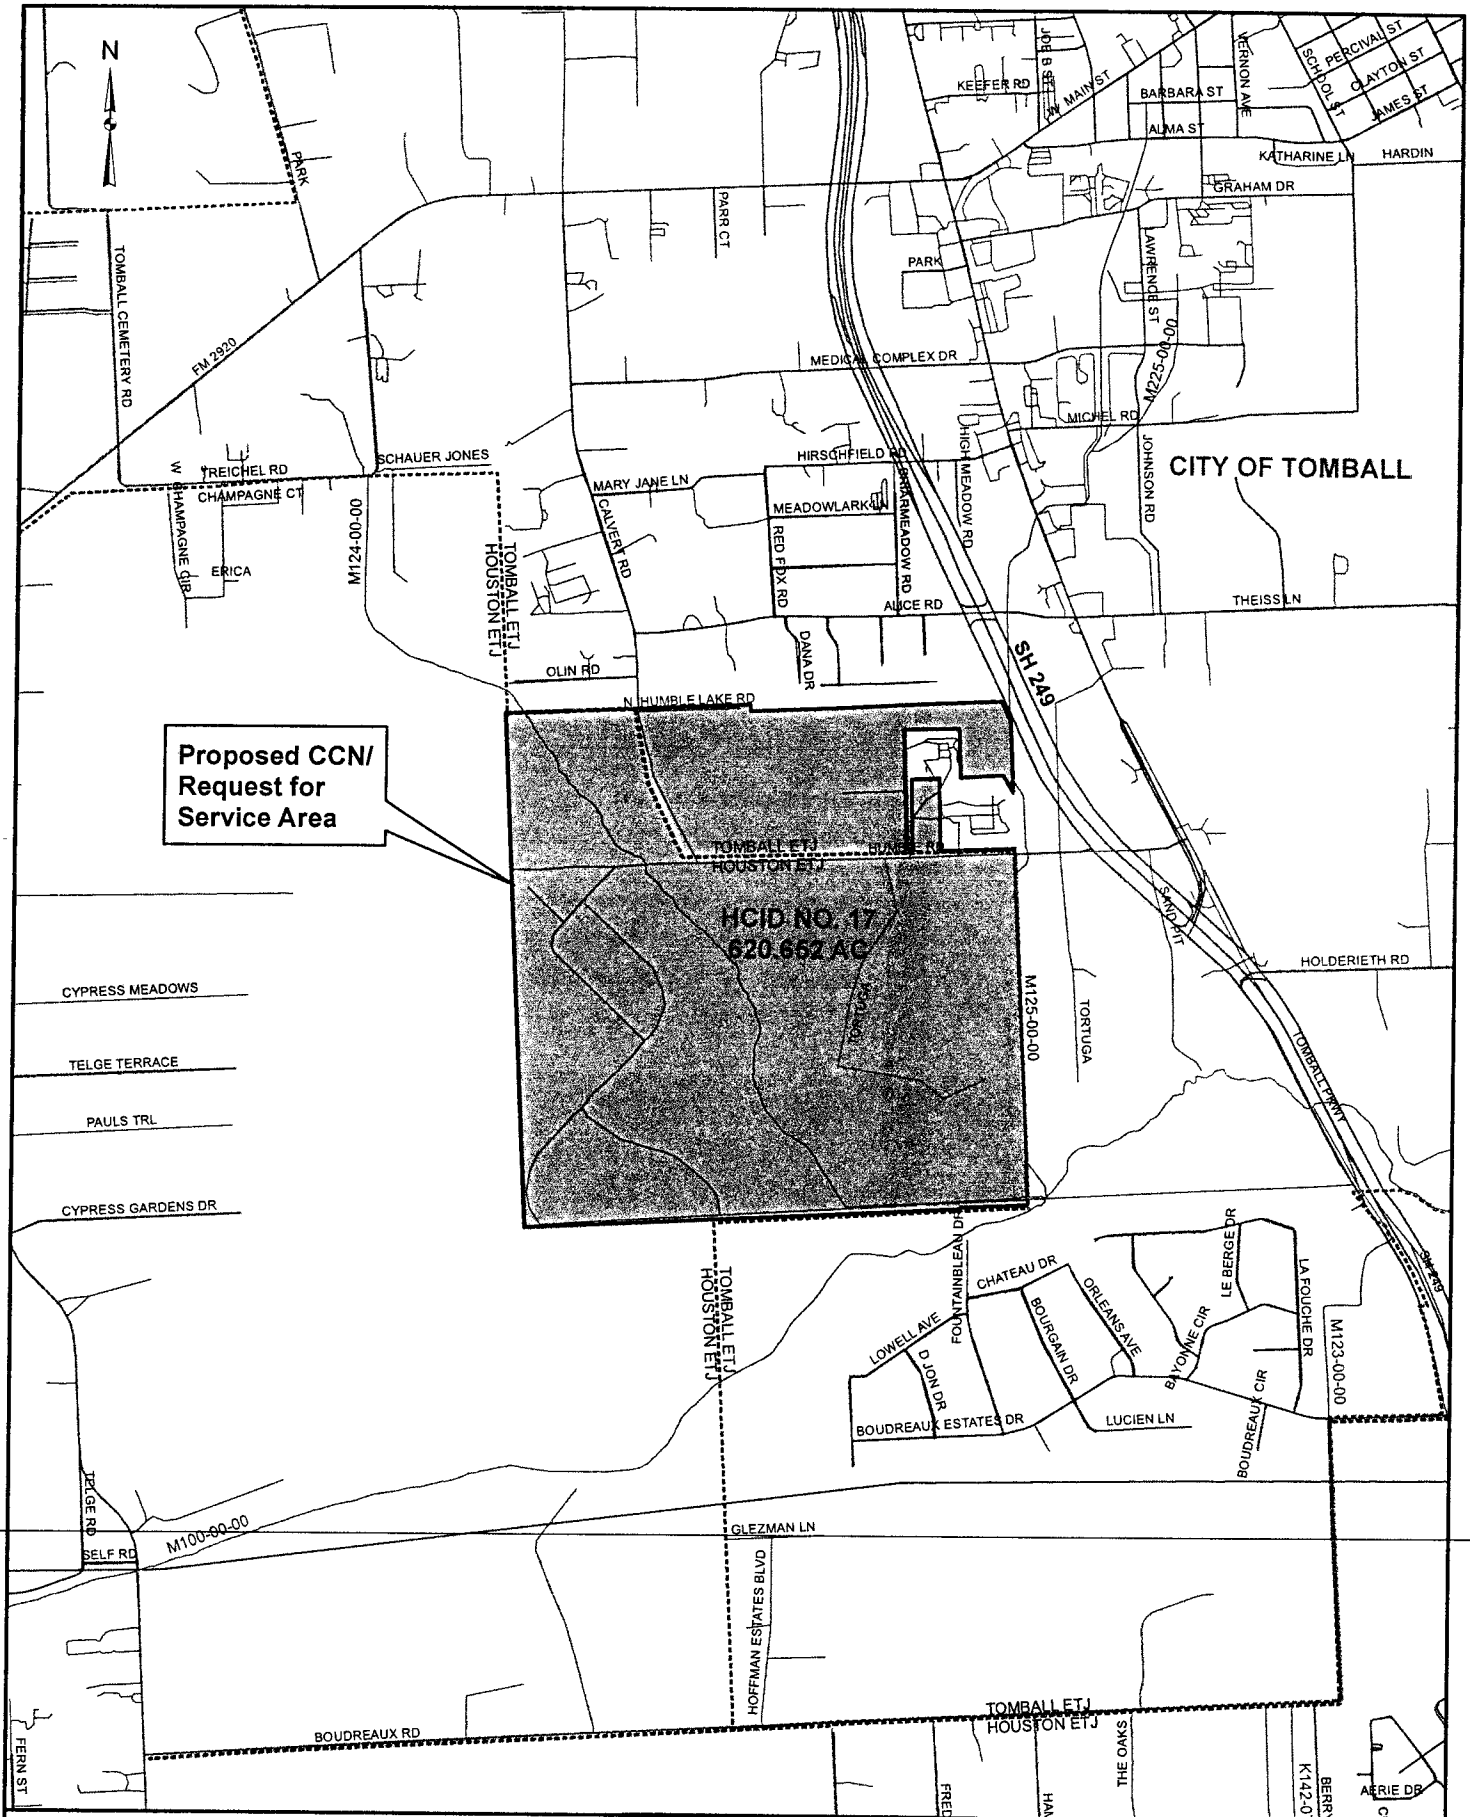 N
PARK
KEEFER RD
JOE B ST
W MAIN ST
VERNON AVE
BARBARA ST
SCHOOL ST
PERCIVAL ST
CLAYTON ST
JAMES ST
ALMA ST
KATHARINE LN
HARDIN
GRAHAM DR
PARR CT
TOMBALL CEMETERY RD
FM 2920
PARK
LAWRENCE ST
MEDICAL COMPLEX DR
M225-00-00
MICHEL RD
CITY OF TOMBALL
W CHAMPAGNE CIR
TREICHEL RD
CHAMPAGNE CT
SCHAUER JONES
ERICA
M124-00-00
HIRSCHFIELD RD
HIGH MEADOW RD
JOHNSON RD
MARY JANE LN
MEADOWLARK LN
BRIARMEADOW RD
CALVERT RD
RED FOX RD
ALICE RD
THEISS LN
TOMBALL ETJ
HOUSTON ETJ
DANA DR
OLIN RD
SH 249
N HUMBLE LAKE RD
Proposed CCN/
Request for
Service Area
TOMBALL ETJ
HOUSTON ETJ
HUMBLE RD
HCID NO. 17
620.652 AC
SAND PIT
HOLDERIETH RD
CYPRESS MEADOWS
TORTUGA
M125-00-00
TORTUGA
TELGE TERRACE
TOMBALL PKWY
PAULS TRL
CYPRESS GARDENS DR
FOUNTAINBLEAU DR
CHATEAU DR
LE BERGE DR
SH 249
TOMBALL ETJ
HOUSTON ETJ
LOWELL AVE
D JON DR
BOURGAIN DR
ORLEANS AVE
BAYONNE CIR
LA FOUCHE DR
M123-00-00
BOUDREAUX ESTATES DR
LUCIEN LN
BOUDREAUX CIR
TELGE RD
M100-00-00
SELF RD
GLEZMAN LN
HOFFMAN ESTATES BLVD
TOMBALL ETJ
HOUSTON ETJ
BOUDREAUX RD
FERN ST
FRED
HAN
THE OAKS
K142-0
BERRY
AERIE DR
C